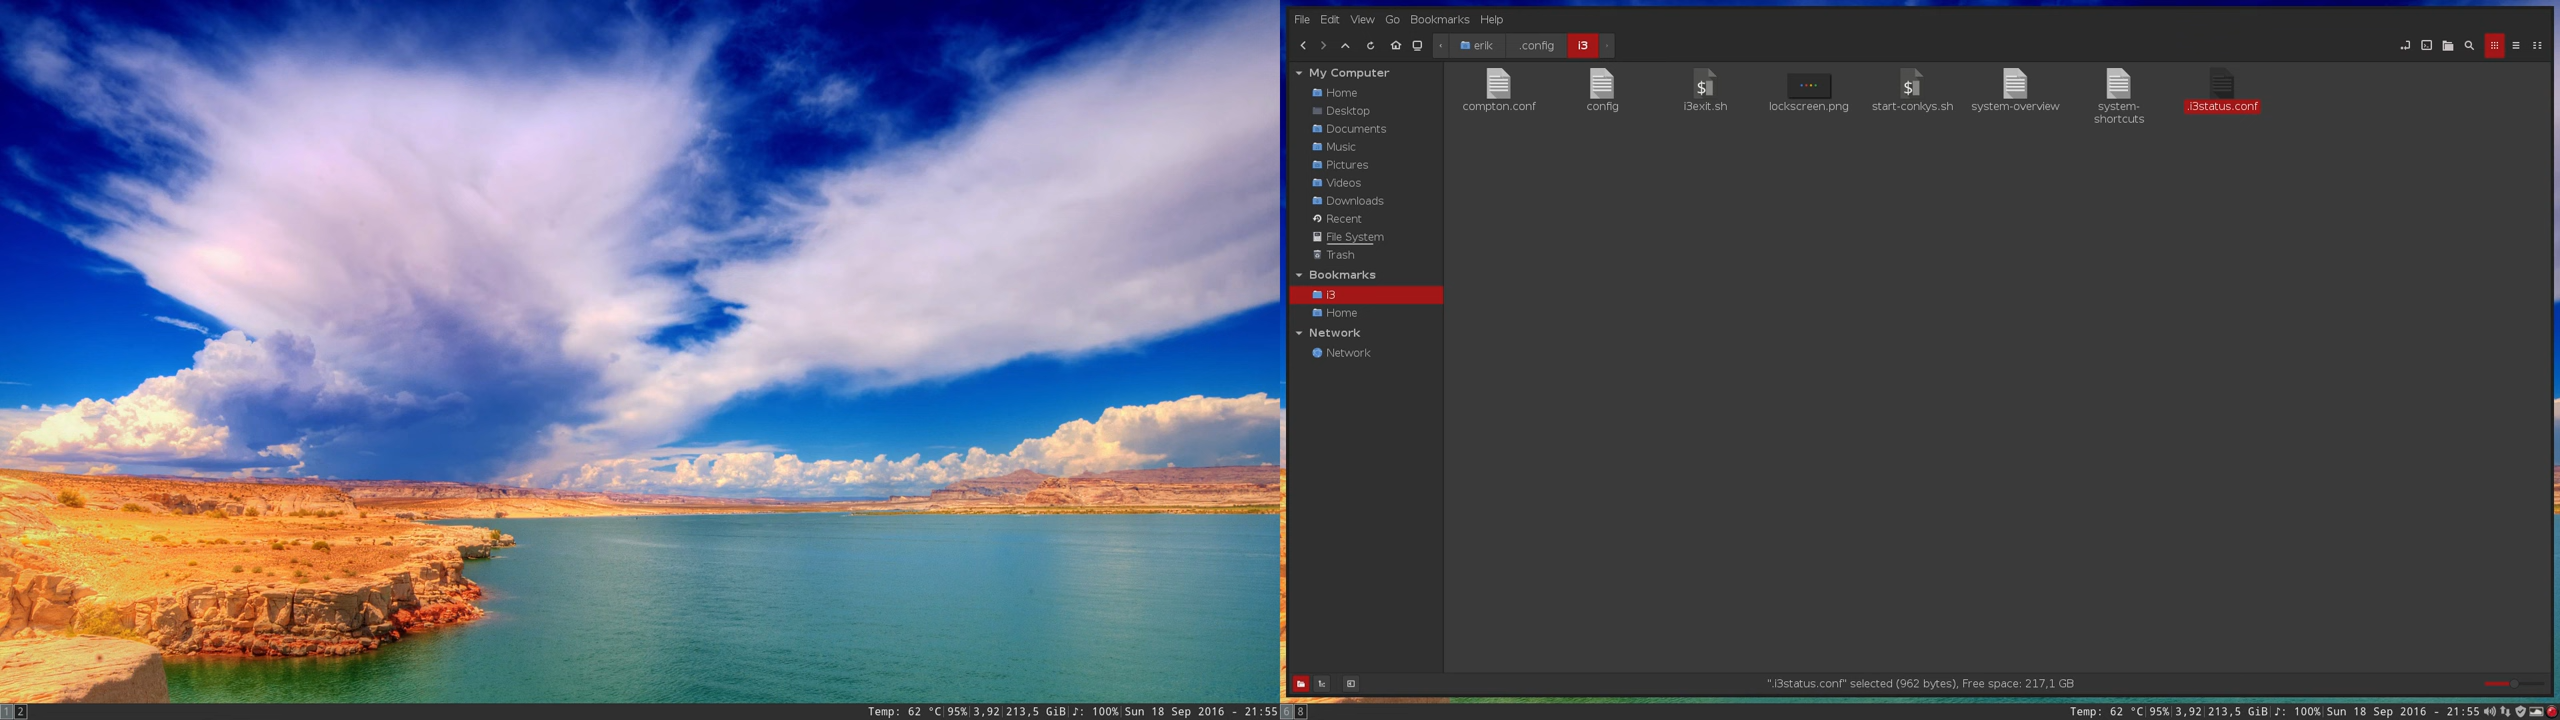 File Edit View Go Bookmarks Help
erik .config i3
My Computer
Home
Desktop
Documents
Music
Pictures
Videos
Downloads
Recent
File System
Trash
Bookmarks
i3
Home
Network
Network
compton.conf
config
$
i3exit.sh
lockscreen.png
$
start-conkys.sh
system-overview
system-
shortcuts
.i3status.conf
".i3status.conf" selected (962 bytes), Free space: 217,1 GB
1 2
Temp: 62 °C 95% 3,92 213,5 GiB ♪: 100% Sun 18 Sep 2016 - 21:55
6 8
Temp: 62 °C 95% 3,92 213,5 GiB ♪: 100% Sun 18 Sep 2016 - 21:55